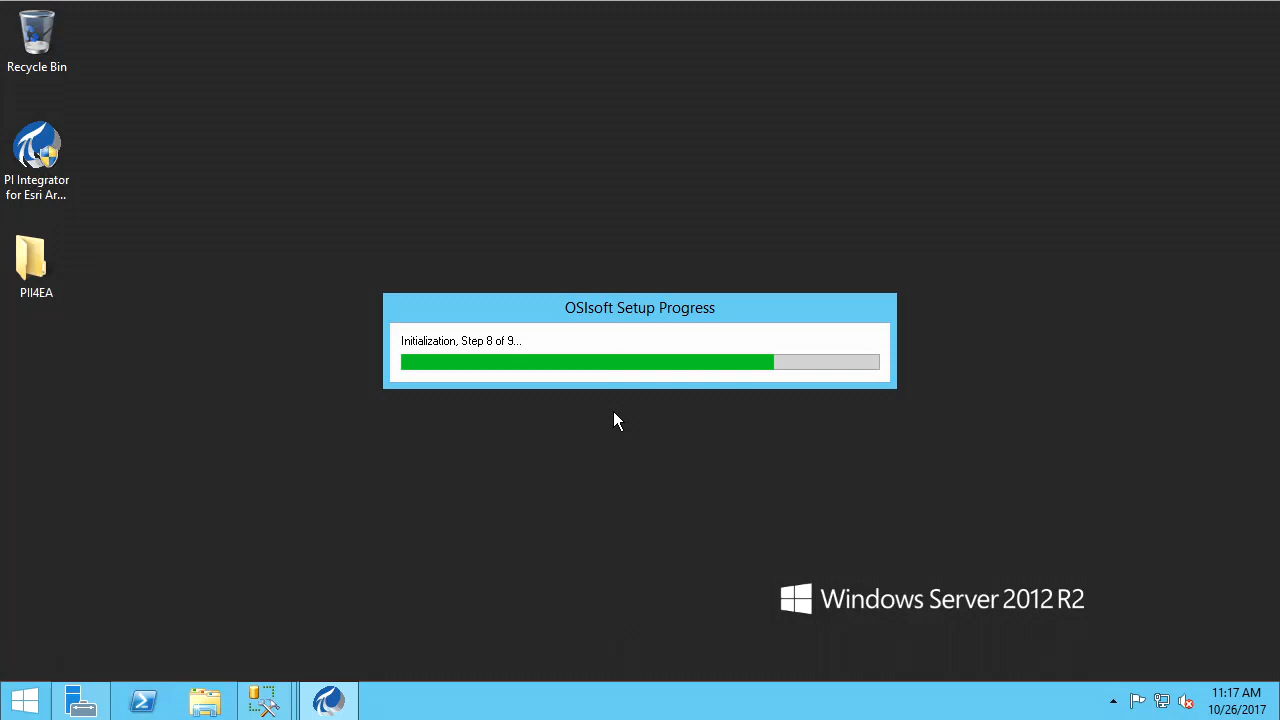 Recycle Bin
PI Integrator
for Esri Ar...
PII4EA
OSIsoft Setup Progress
Initialization, Step 8 of 9...
Windows Server 2012 R2
11:17 AM
10/26/2017